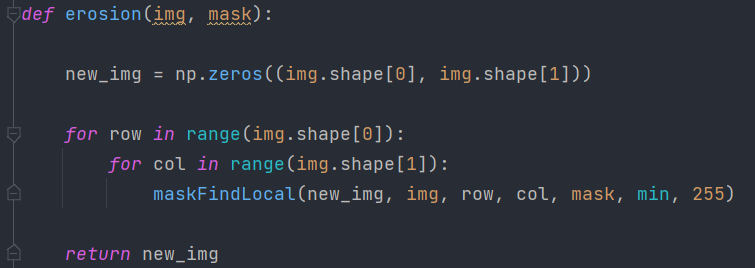 def erosion(img, mask):
    new_img = np.zeros((img.shape[0], img.shape[1]))
    for row in range(img.shape[0]):
        for col in range(img.shape[1]):
            maskFindLocal(new_img, img, row, col, mask, min, 255)
    return new_img